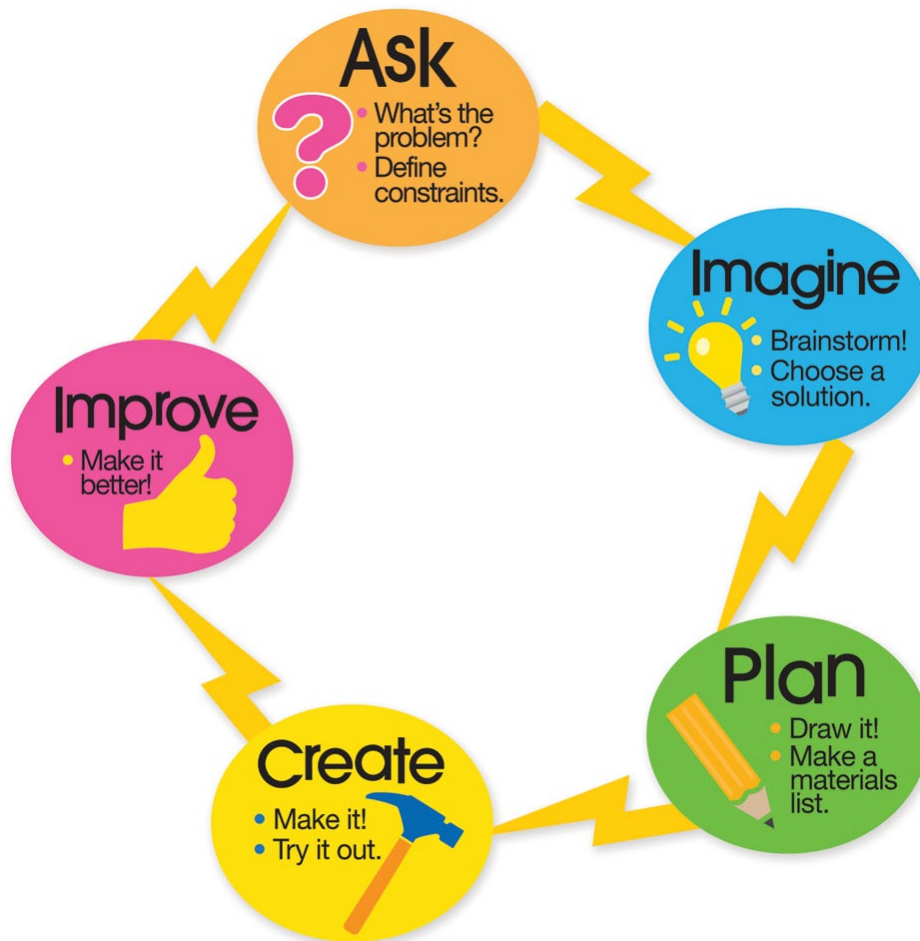 Ask
• What's the
problem?
• Define
constraints.
Imagine
• Brainstorm!
• Choose a
solution.
Plan
• Draw it!
• Make a
materials
list.
Create
• Make it!
• Try it out.
Improve
• Make it
better!